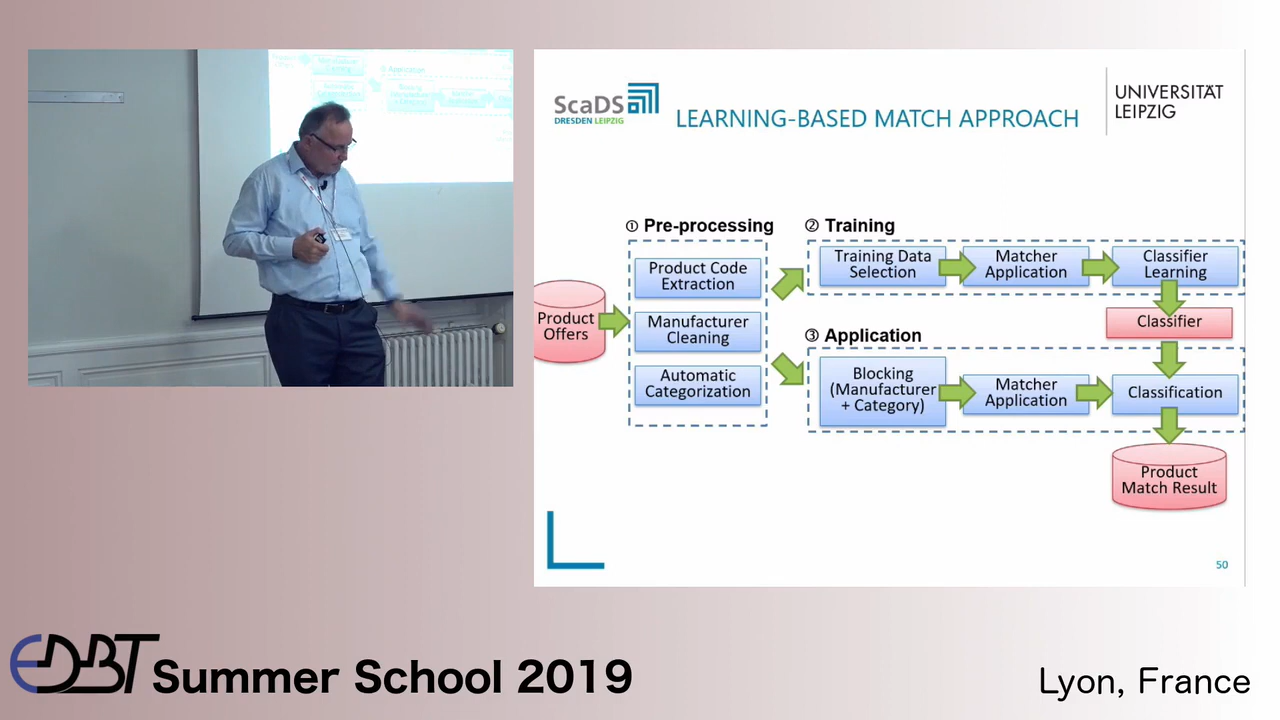 ScaDS
DRESDEN LEIPZIG
LEARNING-BASED MATCH APPROACH
UNIVERSITÄT
LEIPZIG
① Pre-processing
② Training
Product Offers
Product Code
Extraction
Manufacturer
Cleaning
Automatic
Categorization
Training Data
Selection
Matcher
Application
Classifier
Learning
Classifier
③ Application
Blocking
(Manufacturer
+ Category)
Matcher
Application
Classification
Product
Match Result
50
EDBT Summer School 2019
Lyon, France